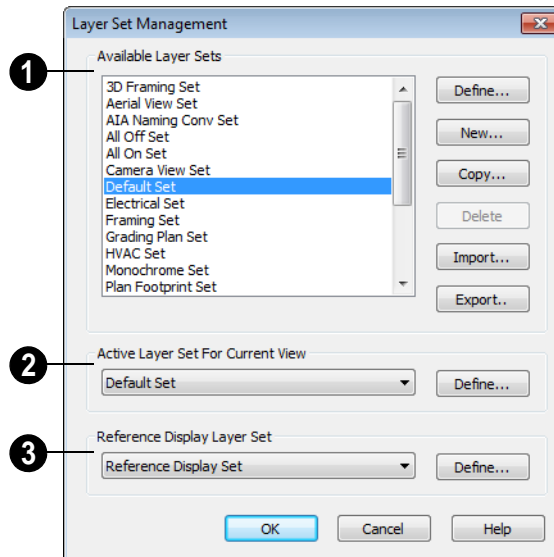 Layer Set Management
1
Available Layer Sets
3D Framing Set
Aerial View Set
AIA Naming Conv Set
All Off Set
All On Set
Camera View Set
Default Set
Electrical Set
Framing Set
Grading Plan Set
HVAC Set
Monochrome Set
Plan Footprint Set
Define...
New...
Copy...
Delete
Import...
Export..
2
Active Layer Set For Current View
Default Set
Define...
3
Reference Display Layer Set
Reference Display Set
Define...
OK
Cancel
Help